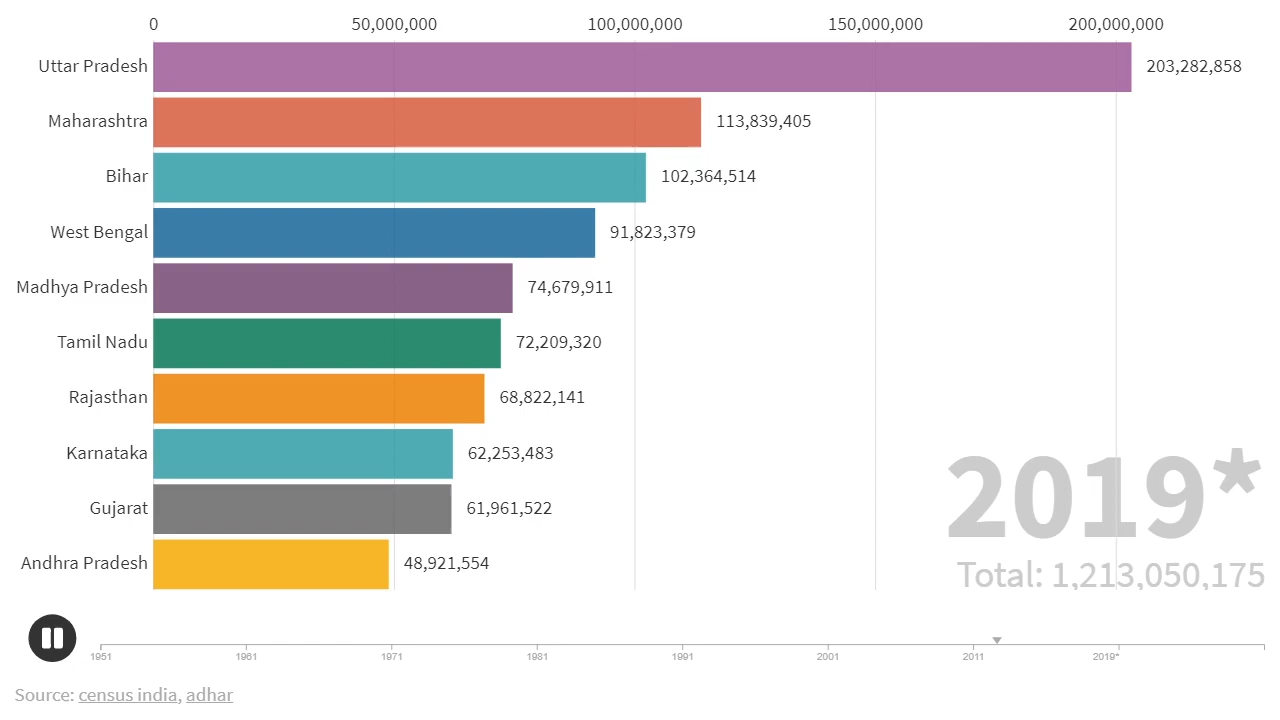 0 50,000,000 100,000,000 150,000,000 200,000,000
Uttar Pradesh 203,282,858
Maharashtra 113,839,405
Bihar 102,364,514
West Bengal 91,823,379
Madhya Pradesh 74,679,911
Tamil Nadu 72,209,320
Rajasthan 68,822,141
Karnataka 62,253,483
Gujarat 61,961,522
Andhra Pradesh 48,921,554
2019*
Total: 1,213,050,175
1951 1961 1971 1981 1991 2001 2011 2019*
Source: census india, adhar